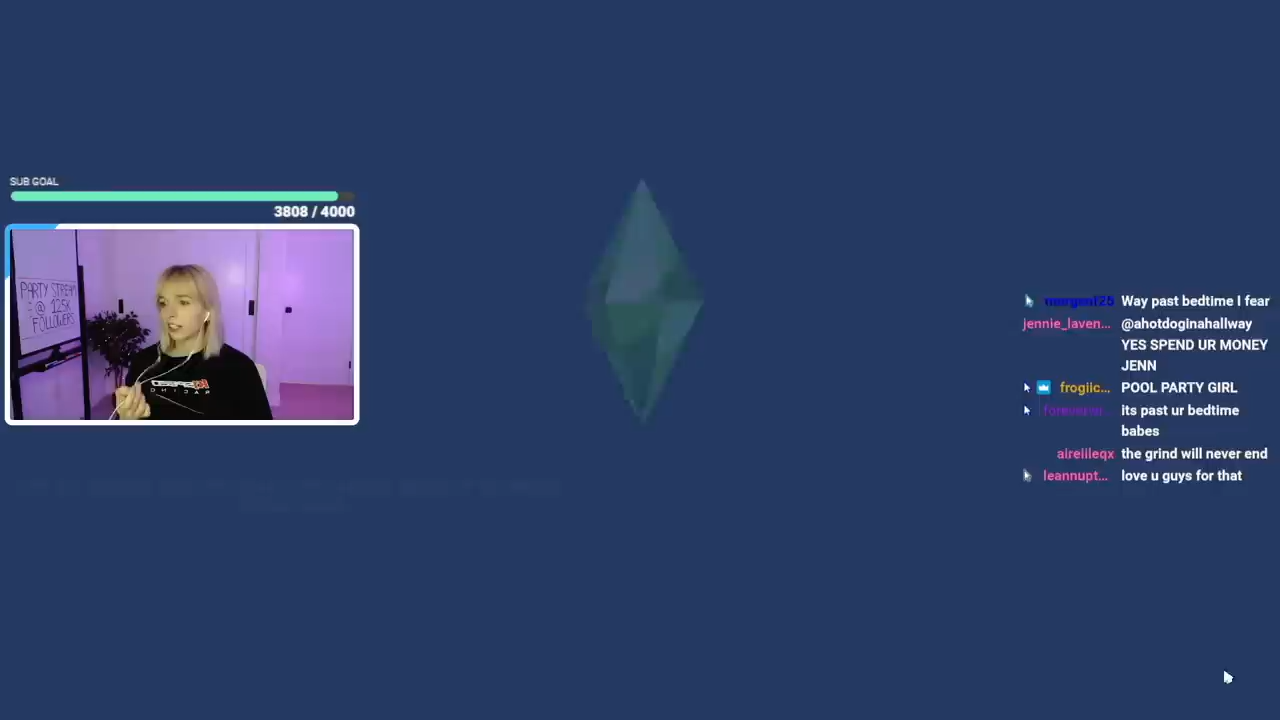 SUB GOAL
3808 / 4000
PARTY STREAM
@ 125K
FOLLOWERS
Way past bedtime I fear
jennie_laven... @ahotdoginahallway
YES SPEND UR MONEY
JENN
frogiic... POOL PARTY GIRL
its past ur bedtime
babes
aireiileqx the grind will never end
leannupt... love u guys for that